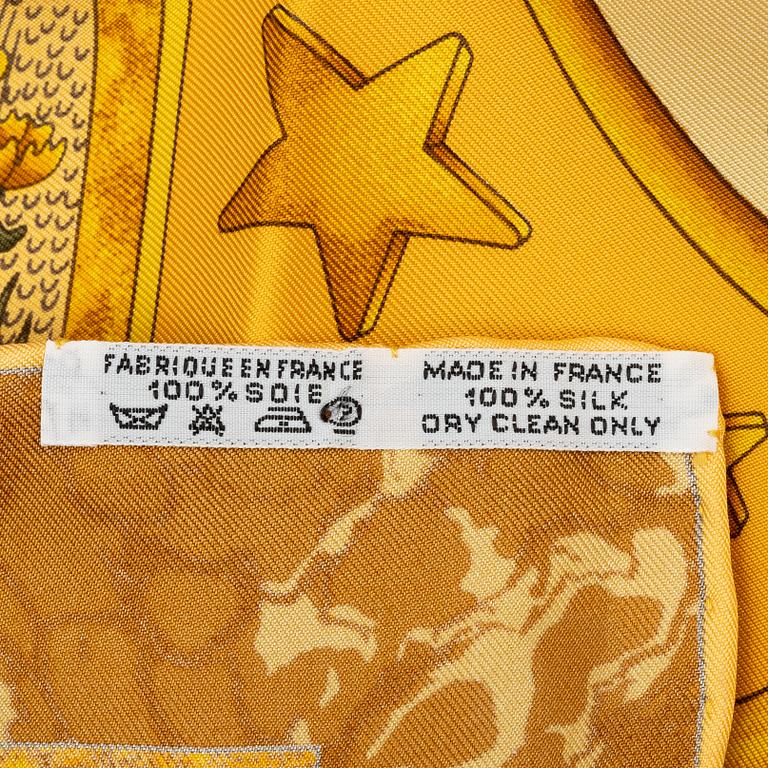 FABRIQUE EN FRANCE
100% SOIE
P
MADE IN FRANCE
100% SILK
DRY CLEAN ONLY